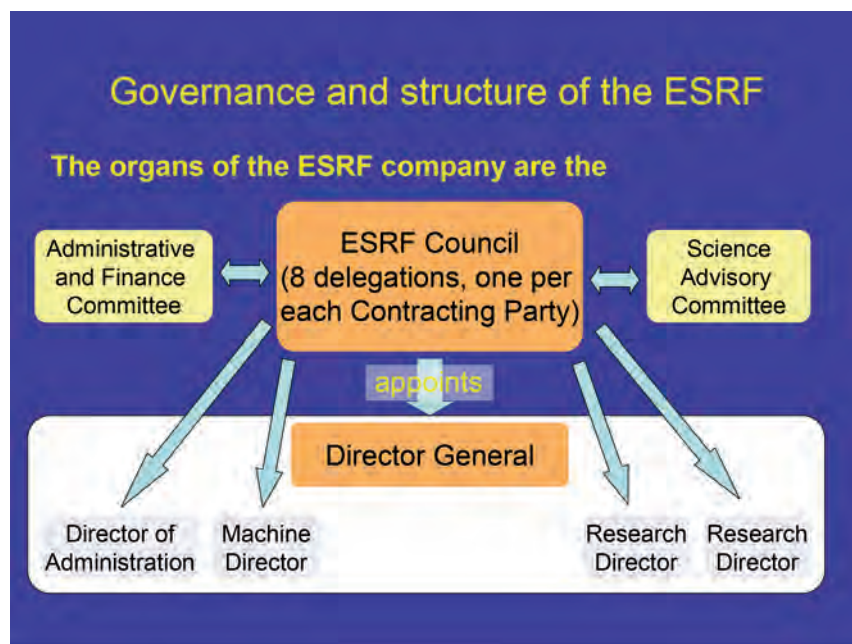 Governance and structure of the ESRF
The organs of the ESRF company are the
Administrative
and Finance
Committee
ESRF Council
(8 delegations, one per
each Contracting Party)
Science
Advisory
Committee
appoints
Director General
Director of
Administration
Machine
Director
Research
Director
Research
Director